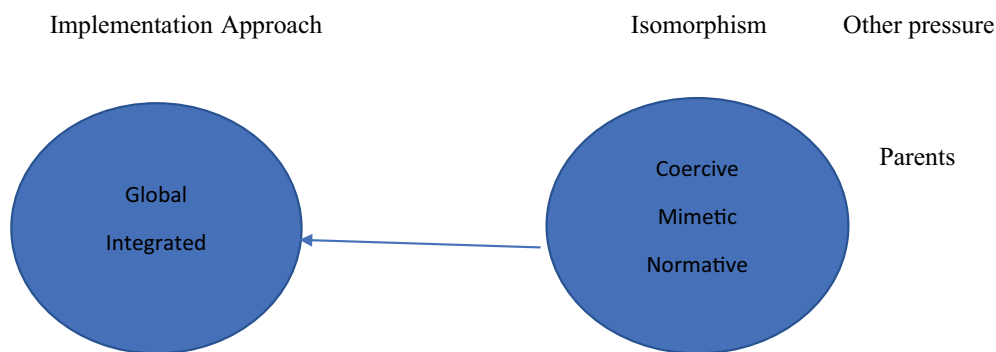 Implementation Approach
Isomorphism
Other pressure
Global
Integrated
Coercive
Mimetic
Normative
Parents